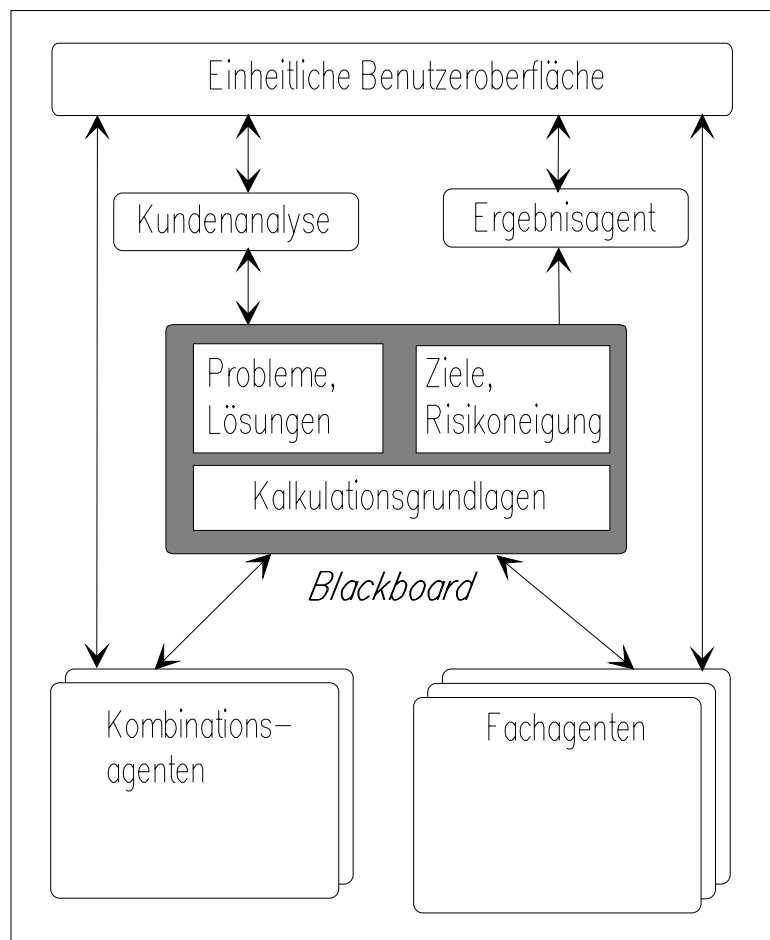 Einheitliche Benutzeroberfläche
Kundenanalyse
Ergebnisagent
Probleme,
Lösungen
Ziele,
Risikoneigung
Kalkulationsgrundlagen
Blackboard
Kombinations-
agenten
Fachagenten